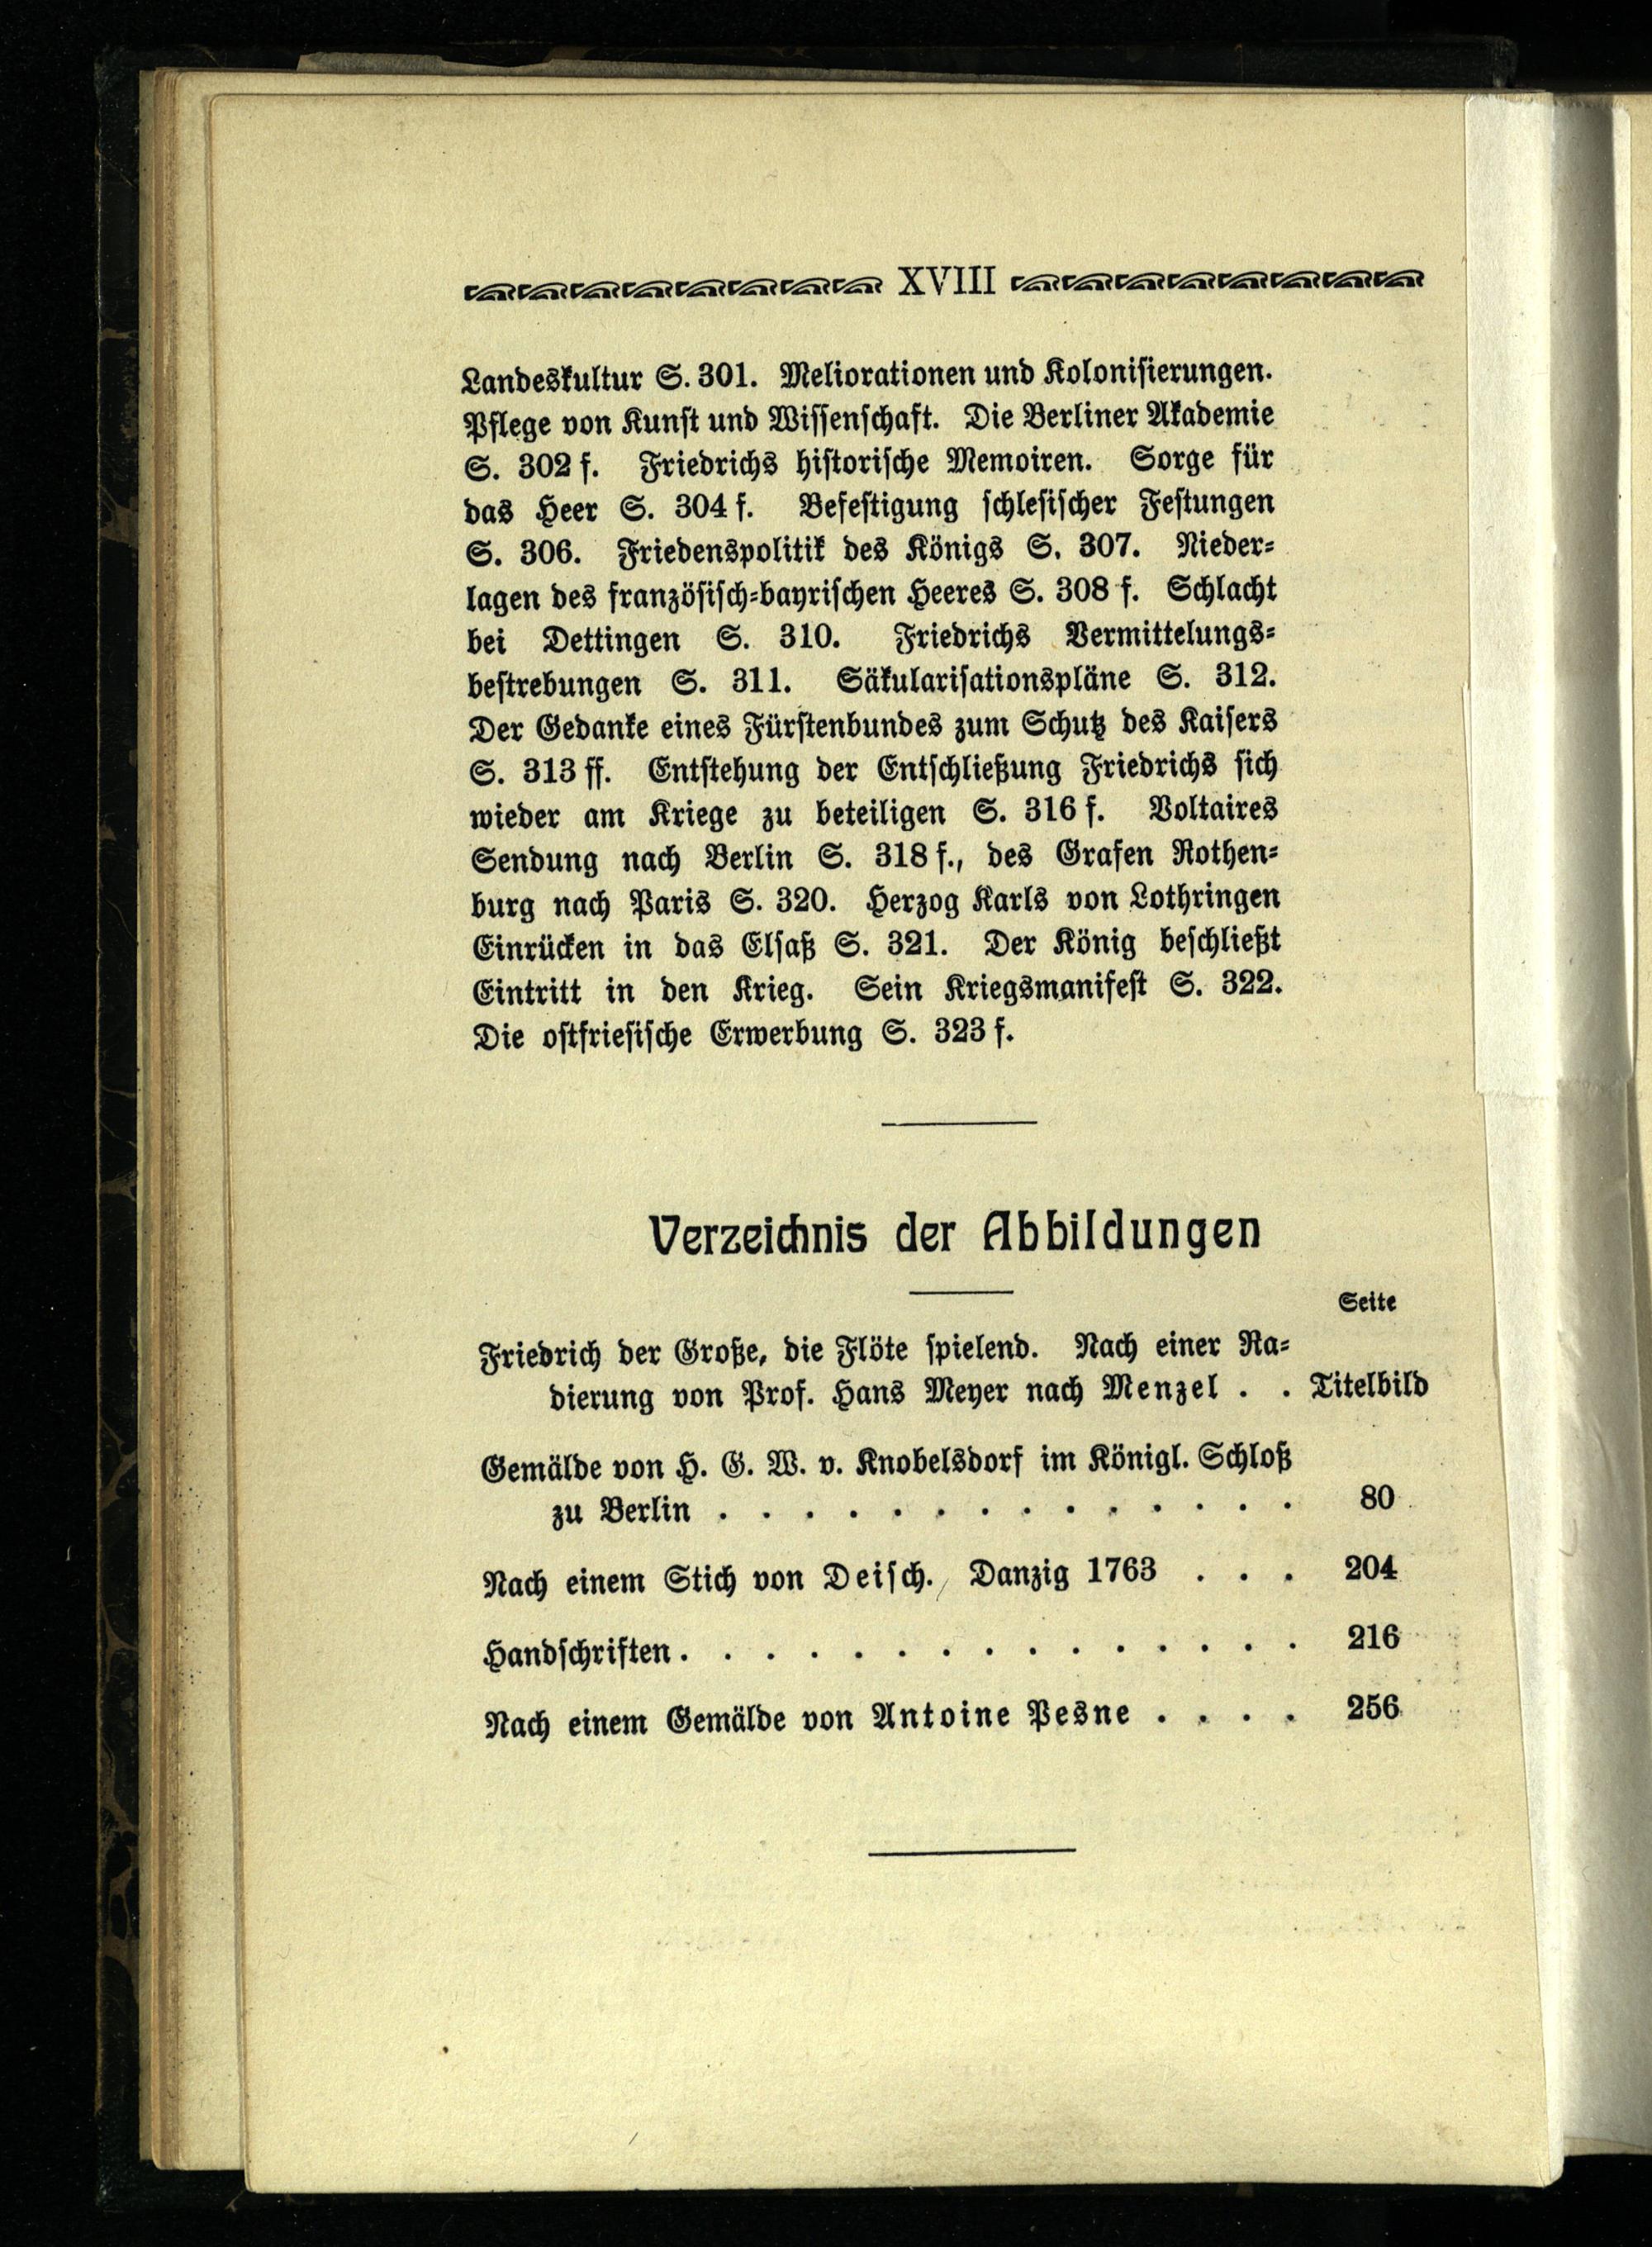 XVIII
Landeskultur S. 301. Meliorationen und Kolonisierungen.
Pflege von Kunst und Wissenschaft. Die Berliner Akademie
S. 302 f. Friedrichs historische Memoiren. Sorge für
das Heer S. 304 f. Befestigung schlesischer Festungen
S. 306. Friedenspolitik des Königs S. 307. Nieder-
lagen des französisch-bayrischen Heeres S. 308 f. Schlacht
bei Dettingen S. 310. Friedrichs Vermittelungs-
bestrebungen S. 311. Säkularisationspläne S. 312.
Der Gedanke eines Fürstenbundes zum Schutz des Kaisers
S. 313 ff. Entstehung der Entschließung Friedrichs sich
wieder am Kriege zu beteiligen S. 316 f. Voltaires
Sendung nach Berlin S. 318 f., des Grafen Rothen-
burg nach Paris S. 320. Herzog Karls von Lothringen
Einrücken in das Elsaß S. 321. Der König beschließt
Eintritt in den Krieg. Sein Kriegsmanifest S. 322.
Die ostfriesische Erwerbung S. 323 f.
Verzeichnis der Abbildungen
Seite
Friedrich der Große, die Flöte spielend. Nach einer Ra-
dierung von Prof. Hans Meyer nach Menzel . . Titelbild
Gemälde von H. G. W. v. Knobelsdorf im Königl. Schloß
zu Berlin . . . . . . . . . . . . . . 80
Nach einem Stich von Deisch. Danzig 1763 . . . 204
Handschriften . . . . . . . . . . . . . . . 216
Nach einem Gemälde von Antoine Pesne . . . . 256